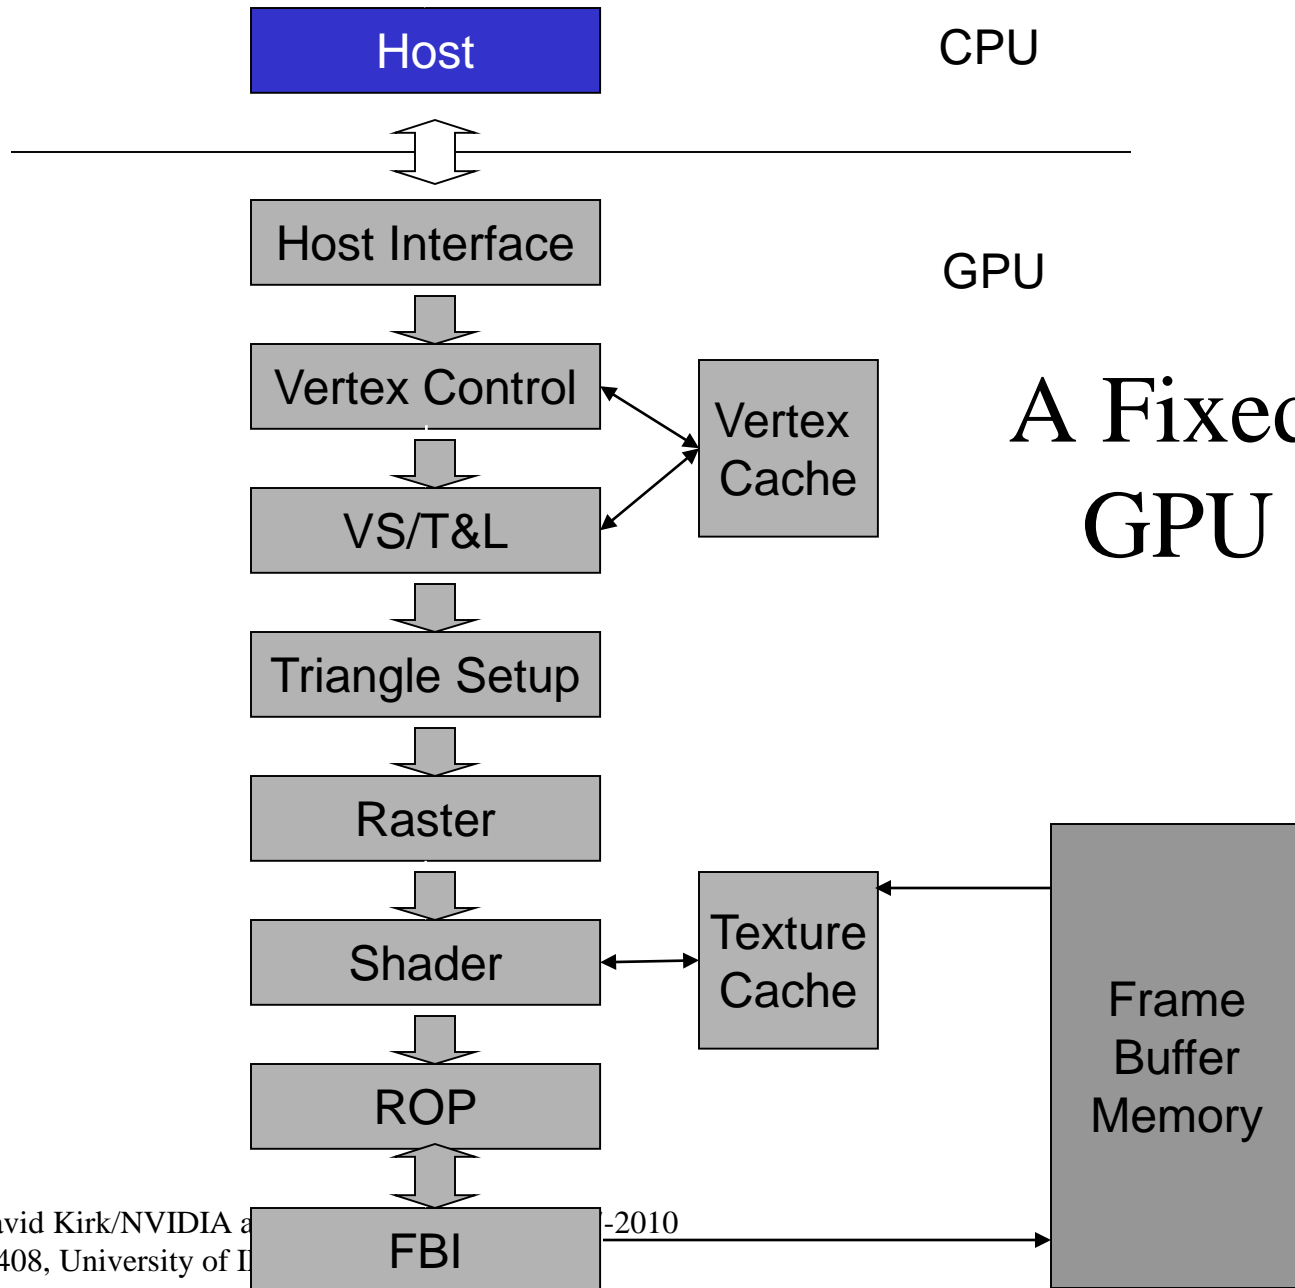 Host
CPU
Host Interface
GPU
Vertex Control
Vertex
Cache
A Fixed
GPU
VS/T&L
Triangle Setup
Raster
Texture
Cache
Shader
Frame
Buffer
Memory
ROP
avid Kirk/NVIDIA a -2010
408, University of I
FBI